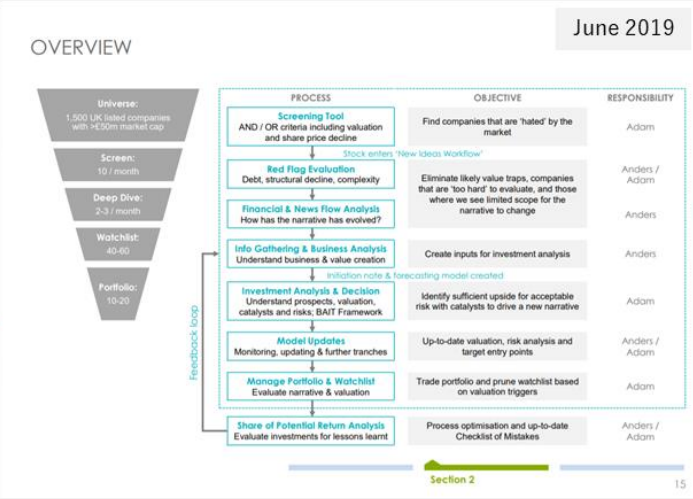 June 2019
OVERVIEW
Universe:
1,500 UK listed companies
with >£50m market cap
Screen:
10 / month
Deep Dive:
2-3 / month
Watchlist:
40-60
Portfolio:
10-20
Feedback loop
PROCESS
OBJECTIVE
RESPONSIBILITY
Screening Tool
AND / OR criteria including valuation
and share price decline
Find companies that are 'hated' by the
market
Adam
Stock enters 'New Ideas Workflow'
Red Flag Evaluation
Debt, structural decline, complexity
Eliminate likely value traps, companies
that are 'too hard' to evaluate, and those
where we see limited scope for the
narrative to change
Anders /
Adam
Financial & News Flow Analysis
How has the narrative has evolved?
Anders
Info Gathering & Business Analysis
Understand business & value creation
Create inputs for investment analysis
Anders
Initiation note & forecasting model created
Investment Analysis & Decision
Understand prospects, valuation,
catalysts and risks; BAIT Framework
Identify sufficient upside for acceptable
risk with catalysts to drive a new narrative
Adam
Model Updates
Monitoring, updating & further tranches
Up-to-date valuation, risk analysis and
target entry points
Anders /
Adam
Manage Portfolio & Watchlist
Evaluate narrative & valuation
Trade portfolio and prune watchlist based
on valuation triggers
Adam
Share of Potential Return Analysis
Evaluate investments for lessons learnt
Process optimisation and up-to-date
Checklist of Mistakes
Anders /
Adam
Section 2
15